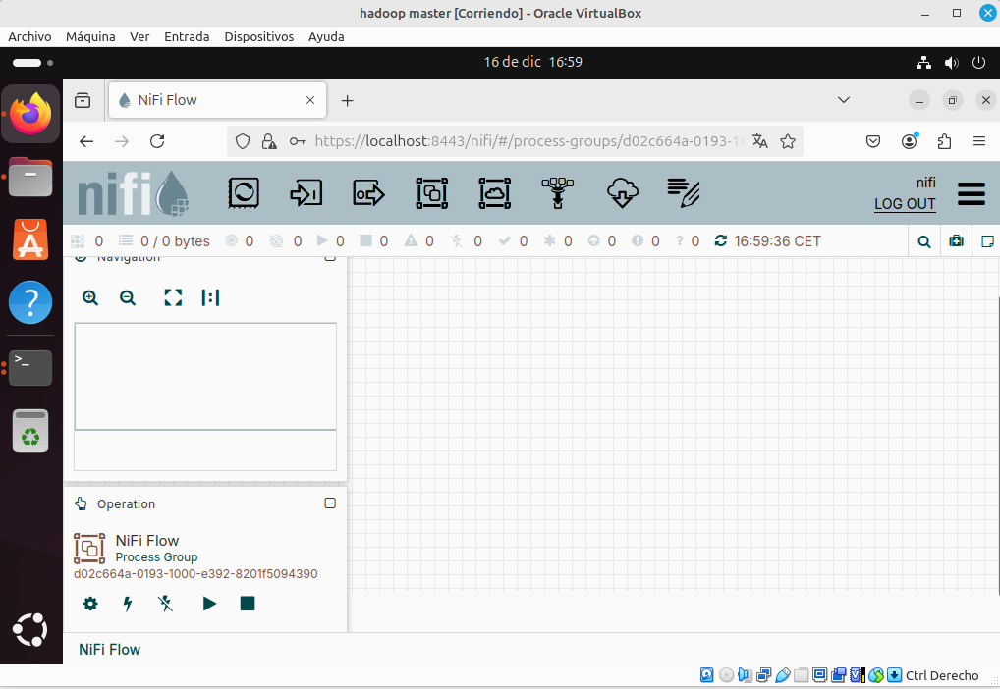 hadoop master [Corriendo] - Oracle VirtualBox
Archivo Máquina Ver Entrada Dispositivos Ayuda
16 de dic 16:59
NiFi Flow
https://localhost:8443/nifi/#/process-groups/d02c664a-0193-10
nifi
nifi
LOG OUT
0 0 / 0 bytes 0 0 0 0 0 0 0 0 0 0 ? 0 16:59:36 CET
Navigation
Operation
NiFi Flow
Process Group
d02c664a-0193-1000-e392-8201f5094390
NiFi Flow
Ctrl Derecho